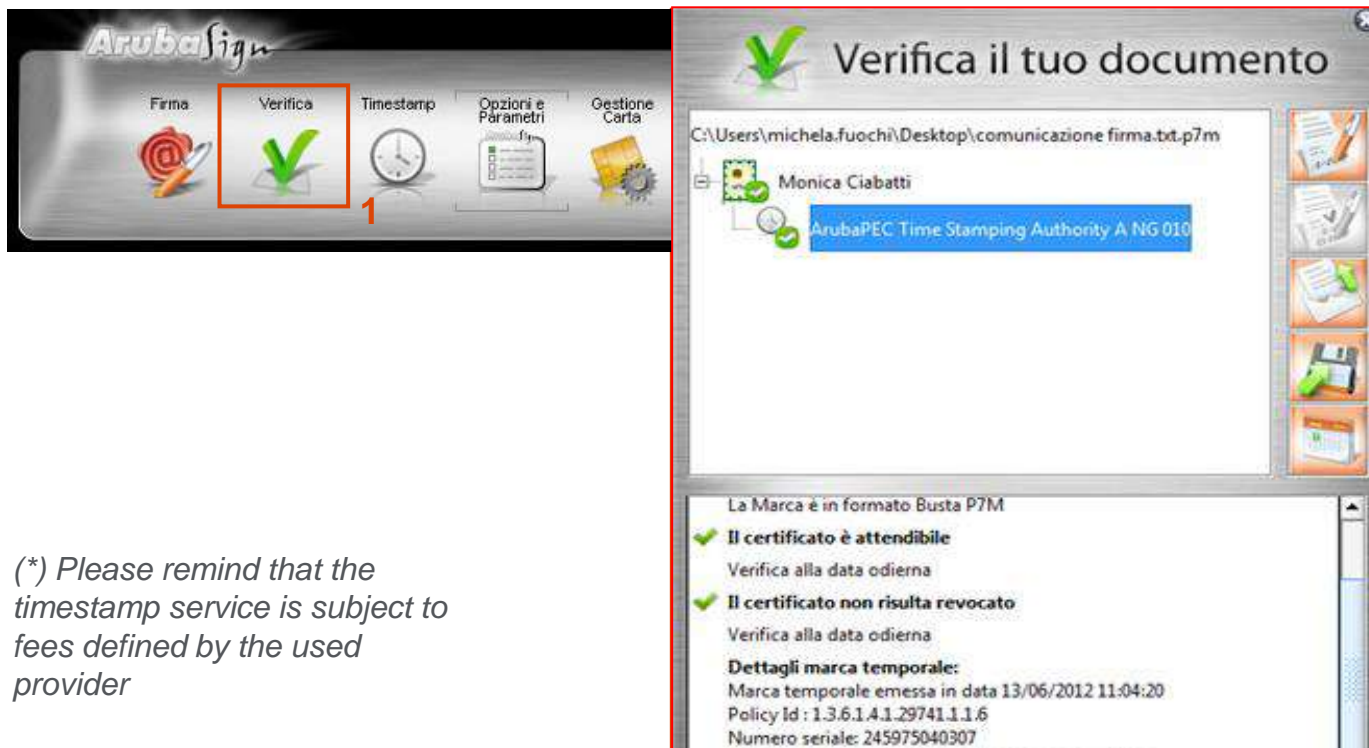 ArubaSign
Firma
Verifica
Timestamp
Opzioni e
Parametri
Gestione
Carta
1
(*) Please remind that the
timestamp service is subject to
fees defined by the used
provider
Verifica il tuo documento
C:\Users\michela.fuochi\Desktop\comunicazione firma.txt.p7m
Monica Ciabatti
ArubaPEC Time Stamping Authority A NG 010
La Marca è in formato Busta P7M
Il certificato è attendibile
Verifica alla data odierna
Il certificato non risulta revocato
Verifica alla data odierna
Dettagli marca temporale:
Marca temporale emessa in data 13/06/2012 11:04:20
Policy Id : 1.3.6.1.4.1.29741.1.1.6
Numero seriale: 245975040307